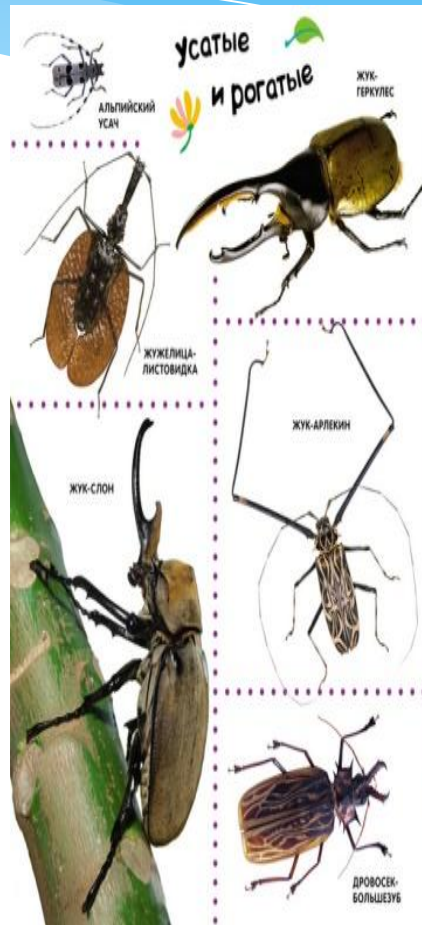 Усатые
и рогатые
АЛЬПИЙСКИЙ
УСАЧ
ЖУК-
ГЕРКУЛЕС
ЖУЖЕЛИЦА-
ЛИСТОВИДКА
ЖУК-АРЛЕКИН
ЖУК-СЛОН
ДРОВОСЕК-
БОЛЬШЕЗУБ